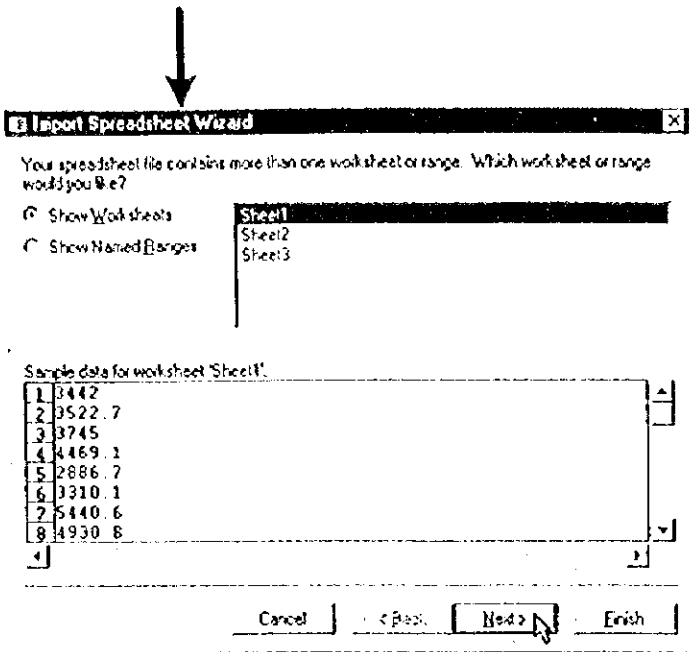 Import Spreadsheet Wizard
Your spreadsheet file contains more than one worksheet or range. Which worksheet or range
would you like?
Show Worksheets
Show Named Ranges
Sheet1
Sheet2
Sheet3
Sample data for worksheet 'Sheet1'.
1 3442
2 3522.7
3 3745
4 4469.1
5 2886.7
6 3310.1
7 5440.6
8 4930.8
Cancel
< Back
Next >
Finish